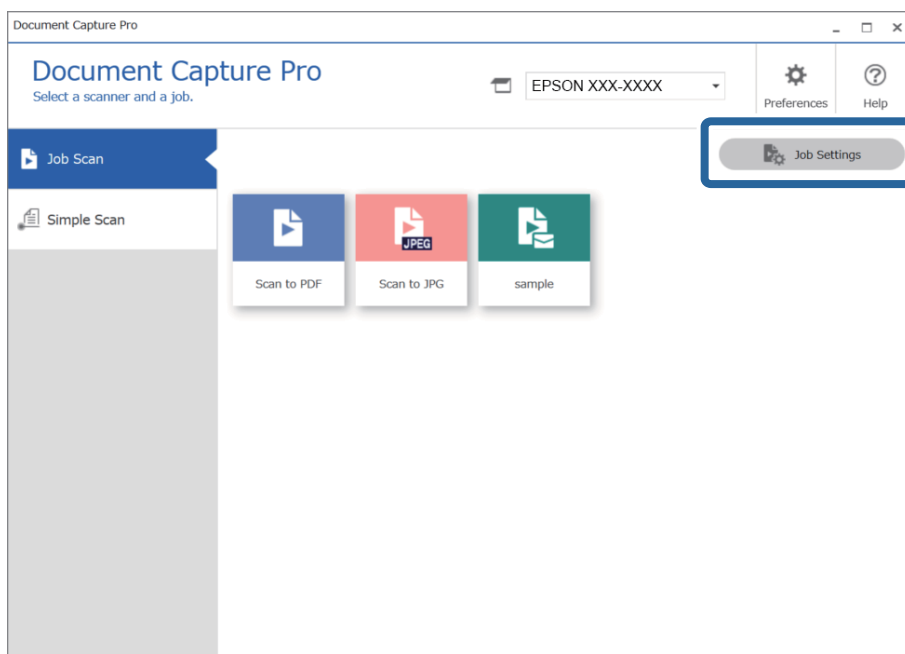 Document Capture Pro
Document Capture Pro
Select a scanner and a job.
EPSON XXX-XXXX
Preferences
Help
Job Scan
Job Settings
Simple Scan
JPEG
Scan to PDF
Scan to JPG
sample